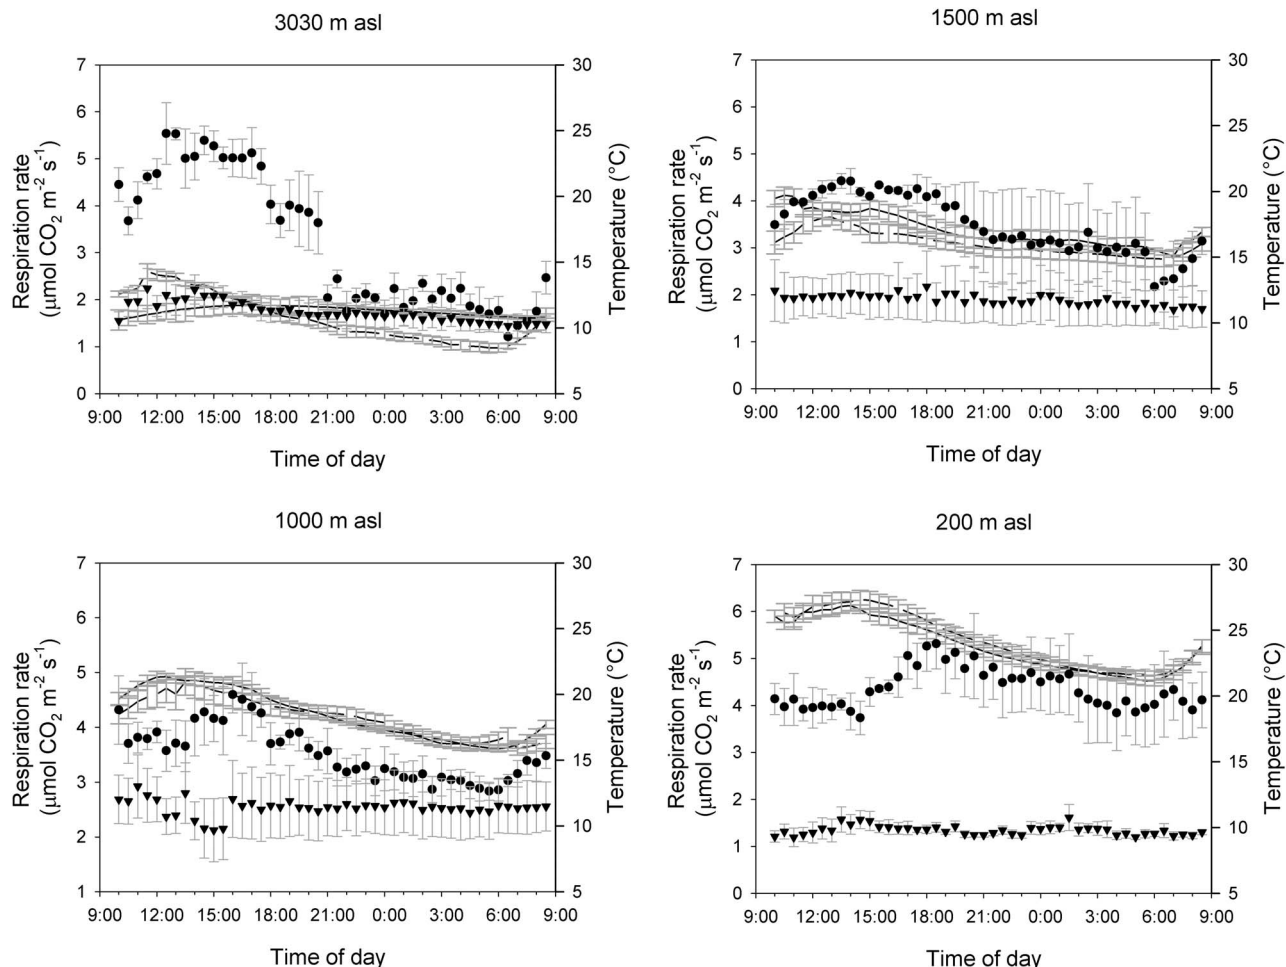 3030 m asl
7
6
5
4
3
2
1
0
30
25
20
15
10
5
Respiration rate
(μmol CO₂ m⁻² s⁻¹)
Temperature (°C)
9:00 12:00 15:00 18:00 21:00 0:00 3:00 6:00 9:00
Time of day
1500 m asl
7
6
5
4
3
2
1
0
30
25
20
15
10
5
Respiration rate
(μmol CO₂ m⁻² s⁻¹)
Temperature (°C)
9:00 12:00 15:00 18:00 21:00 0:00 3:00 6:00 9:00
Time of day
1000 m asl
7
6
5
4
3
2
1
30
25
20
15
10
5
Respiration rate
(μmol CO₂ m⁻² s⁻¹)
Temperature (°C)
9:00 12:00 15:00 18:00 21:00 0:00 3:00 6:00 9:00
Time of day
200 m asl
7
6
5
4
3
2
1
0
30
25
20
15
10
5
Respiration rate
(μmol CO₂ m⁻² s⁻¹)
Temperature (°C)
9:00 12:00 15:00 18:00 21:00 0:00 3:00 6:00 9:00
Time of day